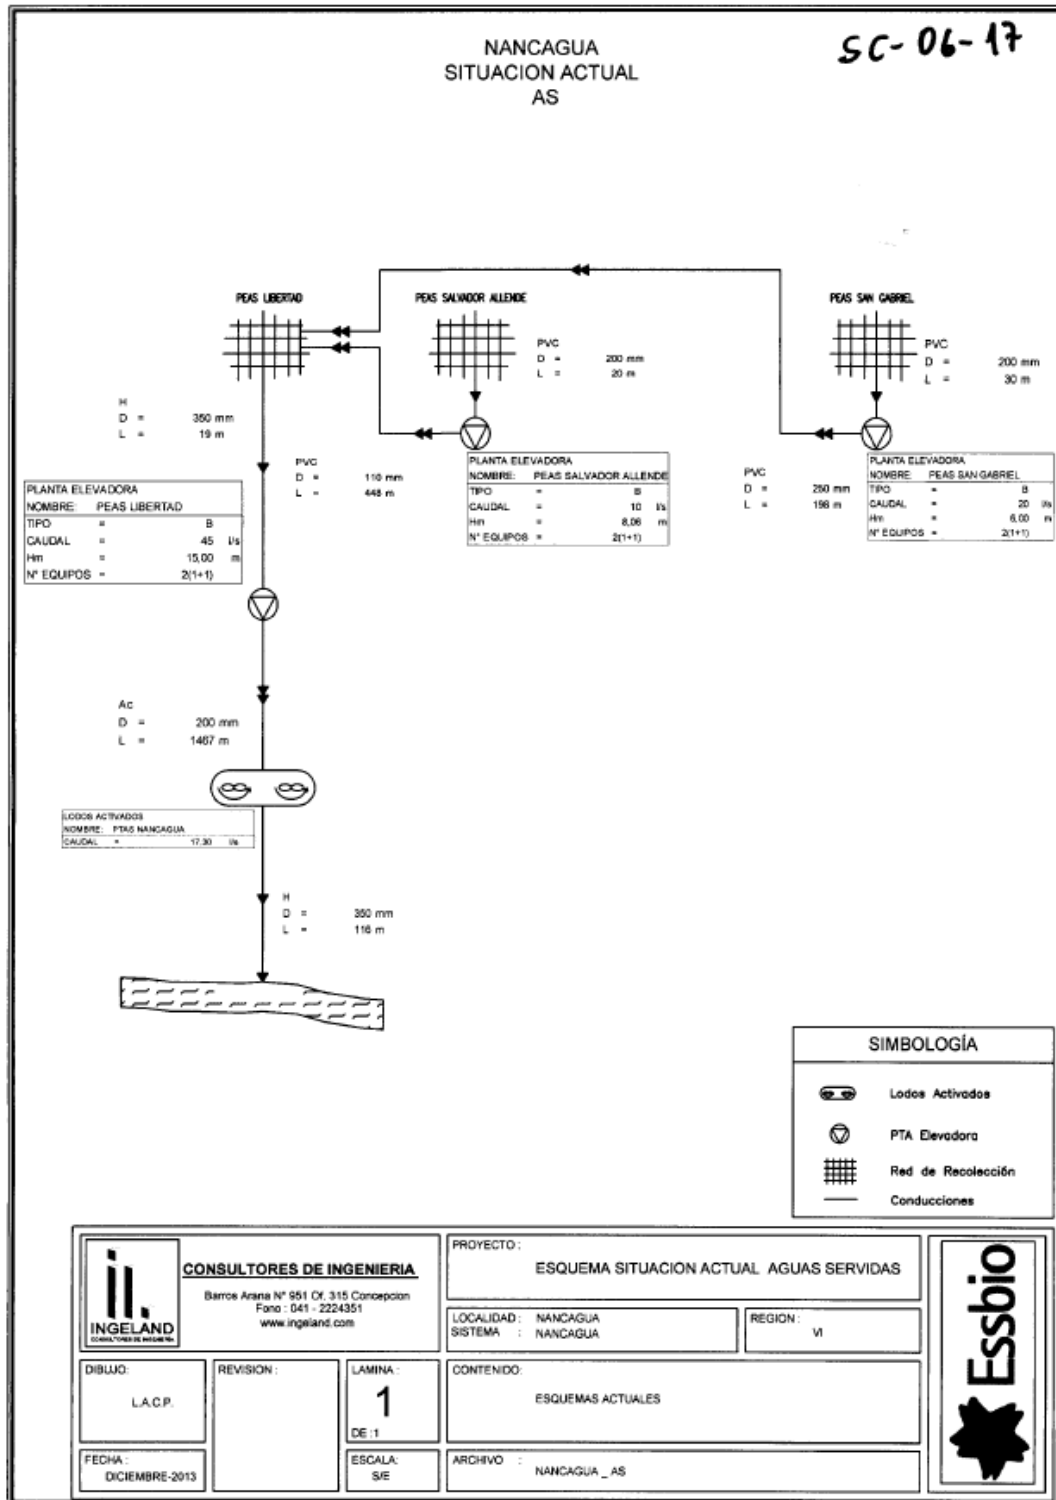 SC-06-17
NANCAGUA
SITUACION ACTUAL
AS
PEAS LIBERTAD
PEAS SALVADOR ALLENDE
PEAS SAN GABRIEL
PVC
D = 200 mm
L = 20 m
PVC
D = 200 mm
L = 30 m
H
D = 350 mm
L = 19 m
PVC
D = 110 mm
L = 448 m
PVC
D = 250 mm
L = 198 m
PLANTA ELEVADORA
NOMBRE: PEAS LIBERTAD
TIPO = B
CAUDAL = 45 l/s
Hm = 15,00 m
N° EQUIPOS = 2(1+1)
PLANTA ELEVADORA
NOMBRE: PEAS SALVADOR ALLENDE
TIPO = B
CAUDAL = 10 l/s
Hm = 8,06 m
N° EQUIPOS = 2(1+1)
PLANTA ELEVADORA
NOMBRE: PEAS SAN GABRIEL
TIPO = B
CAUDAL = 20 l/s
Hm = 6,00 m
N° EQUIPOS = 2(1+1)
Ac
D = 200 mm
L = 1467 m
LODOS ACTIVADOS
NOMBRE: PTAS NANCAGUA
CAUDAL = 17,30 l/s
H
D = 350 mm
L = 116 m
SIMBOLOGÍA
Lodos Activados
PTA Elevadora
Red de Recolección
Conducciones
il.
INGELAND
CONSULTORES DE INGENIERIA
CONSULTORES DE INGENIERIA
Barros Arana N° 951 Of. 315 Concepcion
Fono : 041 - 2224351
www.ingeland.com
PROYECTO :
ESQUEMA SITUACION ACTUAL AGUAS SERVIDAS
LOCALIDAD : NANCAGUA
SISTEMA : NANCAGUA
REGION :
VI
DIBUJO:
L.A.C.P.
REVISION :
LAMINA :
1
DE :1
CONTENIDO:
ESQUEMAS ACTUALES
FECHA :
DICIEMBRE-2013
ESCALA:
S/E
ARCHIVO :
NANCAGUA _ AS
Essbio